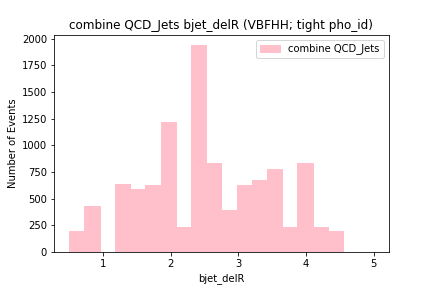 combine QCD_Jets bjet_delR (VBFHH; tight pho_id)
combine QCD_Jets
Number of Events
2000
1750
1500
1250
1000
750
500
250
0
1 2 3 4 5
bjet_delR